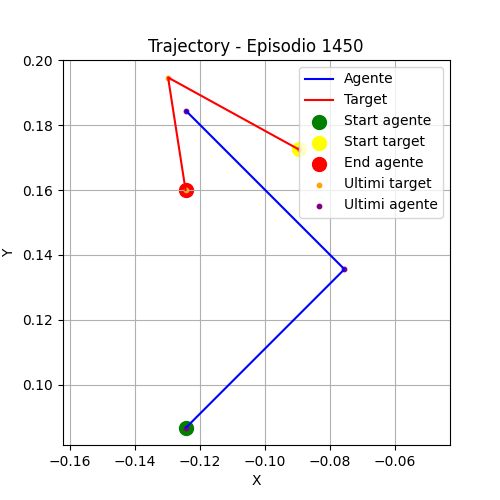 Trajectory - Episodio 1450
0.20
0.18
0.16
0.14
0.12
0.10
Y
−0.16
−0.14
−0.12
−0.10
−0.08
−0.06
X
Agente
Target
Start agente
Start target
End agente
Ultimi target
Ultimi agente